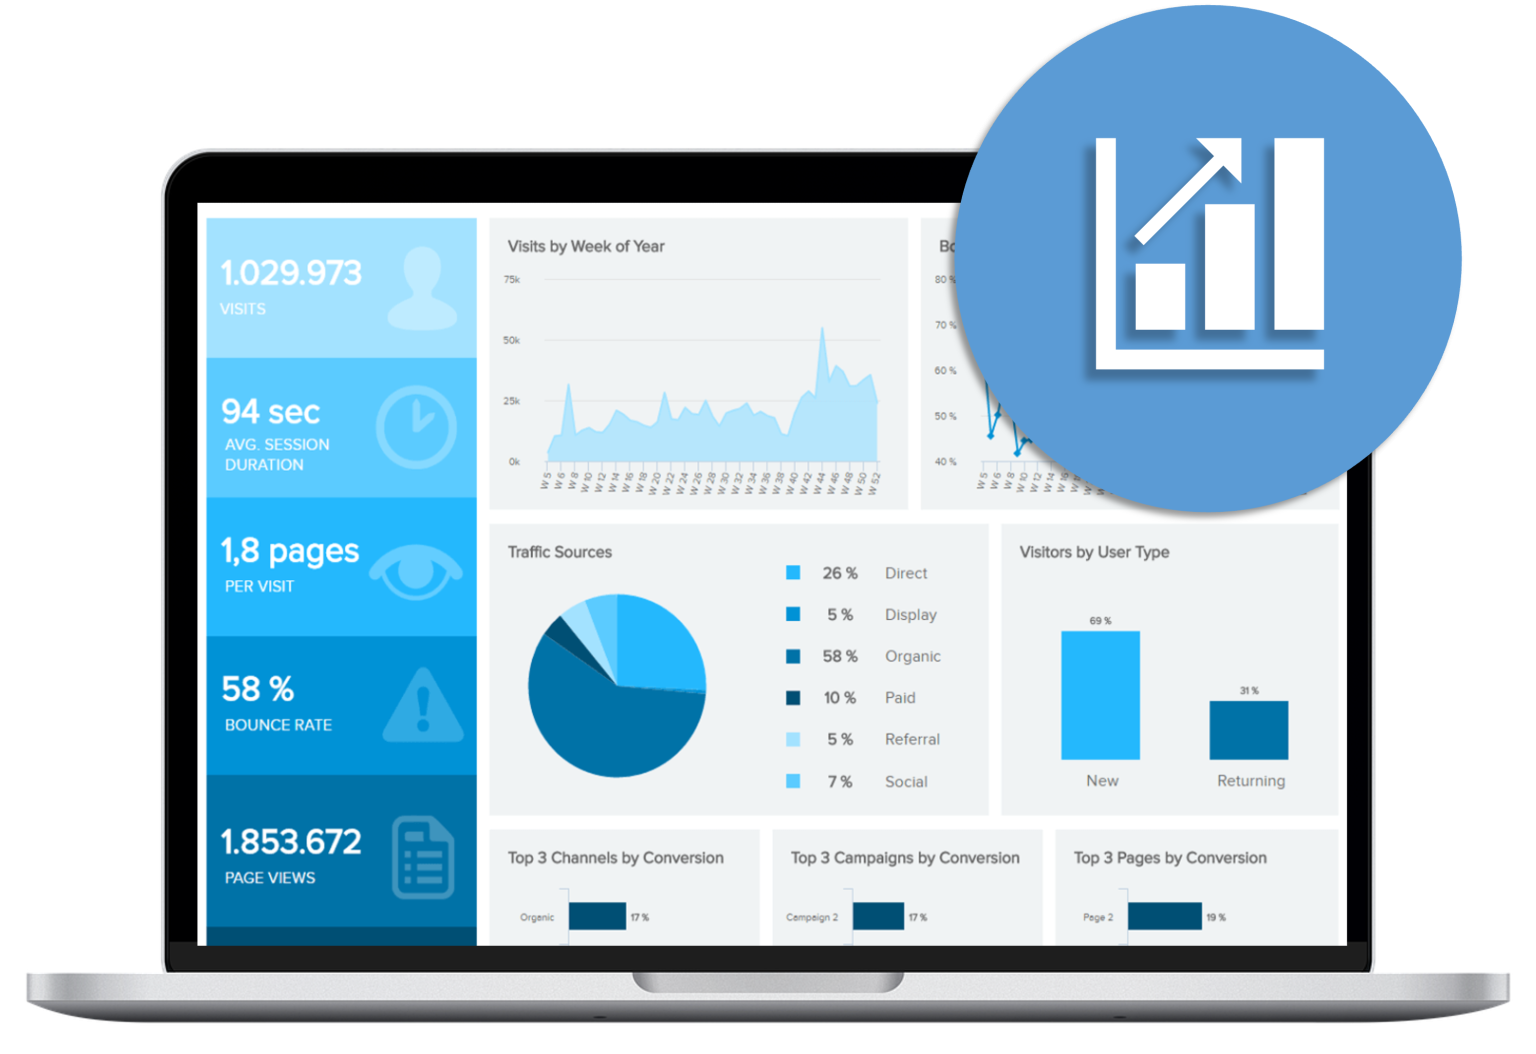 1.029.973
VISITS
94 sec
AVG. SESSION
DURATION
1,8 pages
PER VISIT
58 %
BOUNCE RATE
1.853.672
PAGE VIEWS
Visits by Week of Year
75k
50k
25k
0k
W 5 W 6 W 8 W 10 W 12 W 14 W 16 W 18 W 20 W 22 W 24 W 26 W 28 W 30 W 32 W 34 W 36 W 38 W 40 W 42 W 44 W 46 W 48 W 50 W 52
80 %
70 %
60 %
50 %
40 %
W 5 W 6 W 8 W 10 W 12
Traffic Sources
26 % Direct
5 % Display
58 % Organic
10 % Paid
5 % Referral
7 % Social
Visitors by User Type
69 %
31 %
New Returning
Top 3 Channels by Conversion
Organic 17 %
Top 3 Campaigns by Conversion
Campaign 2 17 %
Top 3 Pages by Conversion
Page 2 19 %